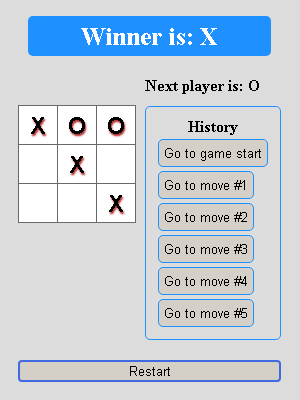 Winner is: X
Next player is: O
X O O
X
X
History
Go to game start
Go to move #1
Go to move #2
Go to move #3
Go to move #4
Go to move #5
Restart